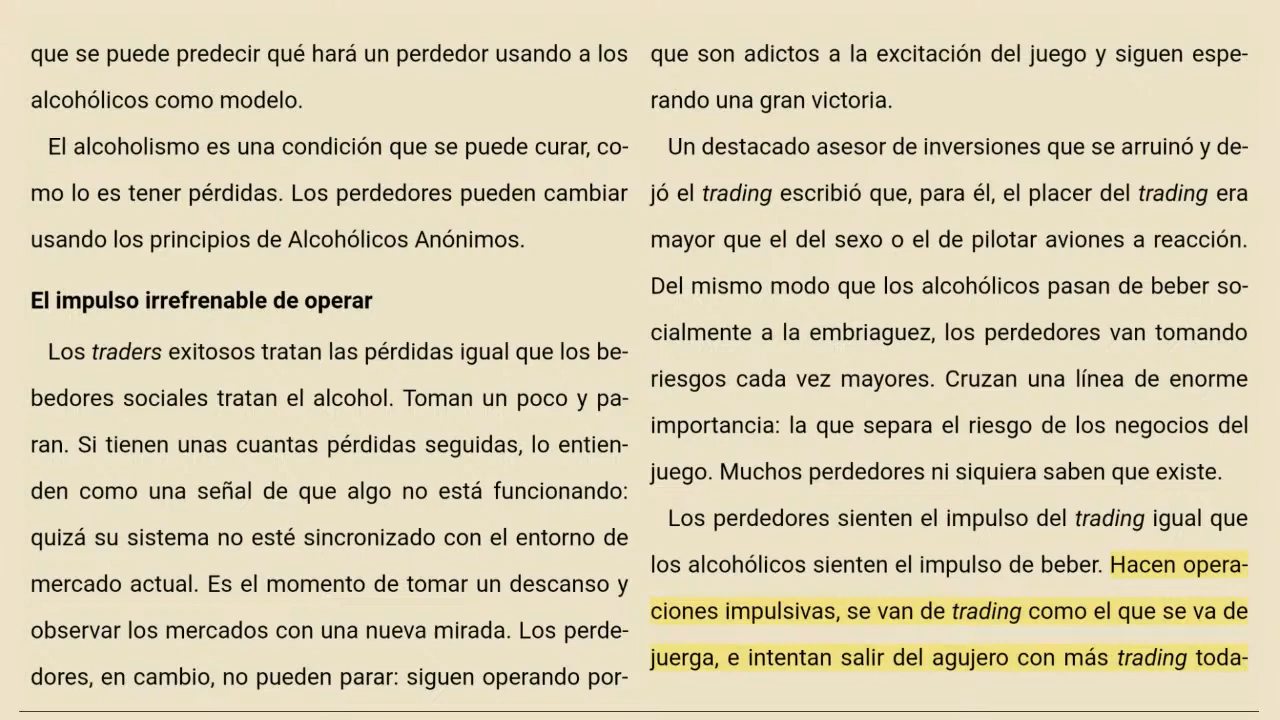 que se puede predecir qué hará un perdedor usando a los
alcohólicos como modelo.
El alcoholismo es una condición que se puede curar, co-
mo lo es tener pérdidas. Los perdedores pueden cambiar
usando los principios de Alcohólicos Anónimos.
El impulso irrefrenable de operar
Los traders exitosos tratan las pérdidas igual que los be-
bedores sociales tratan el alcohol. Toman un poco y pa-
ran. Si tienen unas cuantas pérdidas seguidas, lo entien-
den como una señal de que algo no está funcionando:
quizá su sistema no esté sincronizado con el entorno de
mercado actual. Es el momento de tomar un descanso y
observar los mercados con una nueva mirada. Los perde-
dores, en cambio, no pueden parar: siguen operando por-
que son adictos a la excitación del juego y siguen espe-
rando una gran victoria.
Un destacado asesor de inversiones que se arruinó y de-
jó el trading escribió que, para él, el placer del trading era
mayor que el del sexo o el de pilotar aviones a reacción.
Del mismo modo que los alcohólicos pasan de beber so-
cialmente a la embriaguez, los perdedores van tomando
riesgos cada vez mayores. Cruzan una línea de enorme
importancia: la que separa el riesgo de los negocios del
juego. Muchos perdedores ni siquiera saben que existe.
Los perdedores sienten el impulso del trading igual que
los alcohólicos sienten el impulso de beber. Hacen opera-
ciones impulsivas, se van de trading como el que se va de
juerga, e intentan salir del agujero con más trading toda-